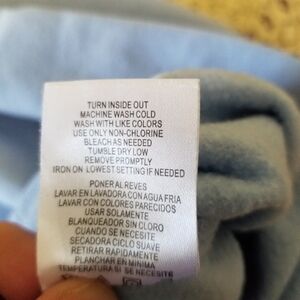 TURN INSIDE OUT
MACHINE WASH COLD
WASH WITH LIKE COLORS
USE ONLY NON-CHLORINE
BLEACH AS NEEDED
TUMBLE DRY LOW
REMOVE PROMPTLY
IRON ON LOWEST SETTING IF NEEDED
PONER AL REVES
LAVAR EN LAVADORA CON AGUA FRIA
LAVAR CON COLORES PARECIDOS
USAR SOLAMENTE
BLANQUEADOR SIN CLORO
CUANDO SE NECESITE
SECADORA CICLO SUAVE
RETIRAR RAPIDAMENTE
PLANCHAR EN MINIMA
TEMPERATURA SI SE NECESITE